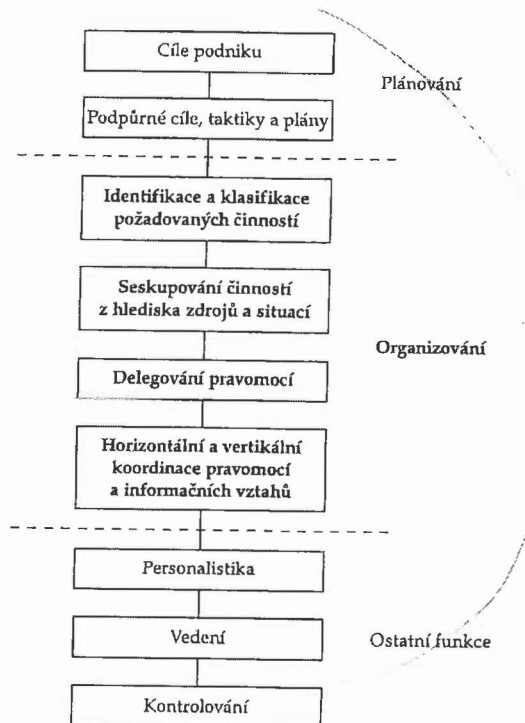 Cíle podniku
Plánování
Podpůrné cíle, taktiky a plány
Identifikace a klasifikace
požadovaných činností
Seskupování činností
z hlediska zdrojů a situací
Organizování
Delegování pravomocí
Horizontální a vertikální
koordinace pravomocí
a informačních vztahů
Personalistika
Vedení
Ostatní funkce
Kontrolování